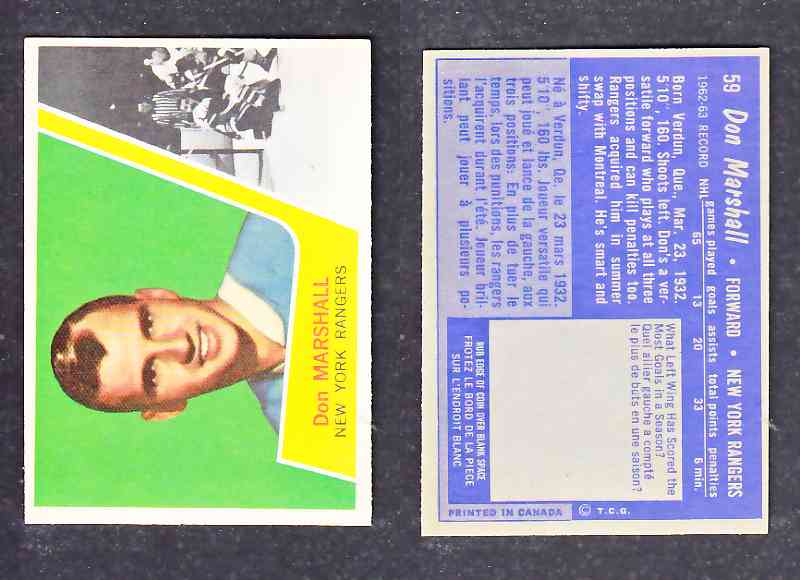 Don MARSHALL
NEW YORK RANGERS
59 Don Marshall • FORWARD • NEW YORK RANGERS
1962-63 RECORD NHL games played goals assists total points penalties
65 13 20 33 6 min.
Born Verdun, Que., Mar. 23, 1932.
5'10", 160. Shoots left. Don's a ver-
satile forward who plays at all three
positions and can kill penalties too.
Rangers acquired him in summer
swap with Montreal. He's smart and
shifty.
Né à Verdun, Qe. le 23 mars 1932.
5'10", 160 lbs. Joueur versatile qui
peut joué et lance de la gauche, aux
trois positions: En plus de tuer le
temps, lors des punitions, les rangers
l'acquirent durant l'été. Joueur bril-
lant peut jouer à plusieurs po-
sitions.
What Left Wing Has Scored the
Most Goals in a Season?
Quel ailier gauche a compté
le plus de buts en une saison?
RUB EDGE OF COIN OVER BLANK SPACE
FROTEZ LE BORD DE LA PIECE
SUR L'ENDROIT BLANC
PRINTED IN CANADA © T.C.G.